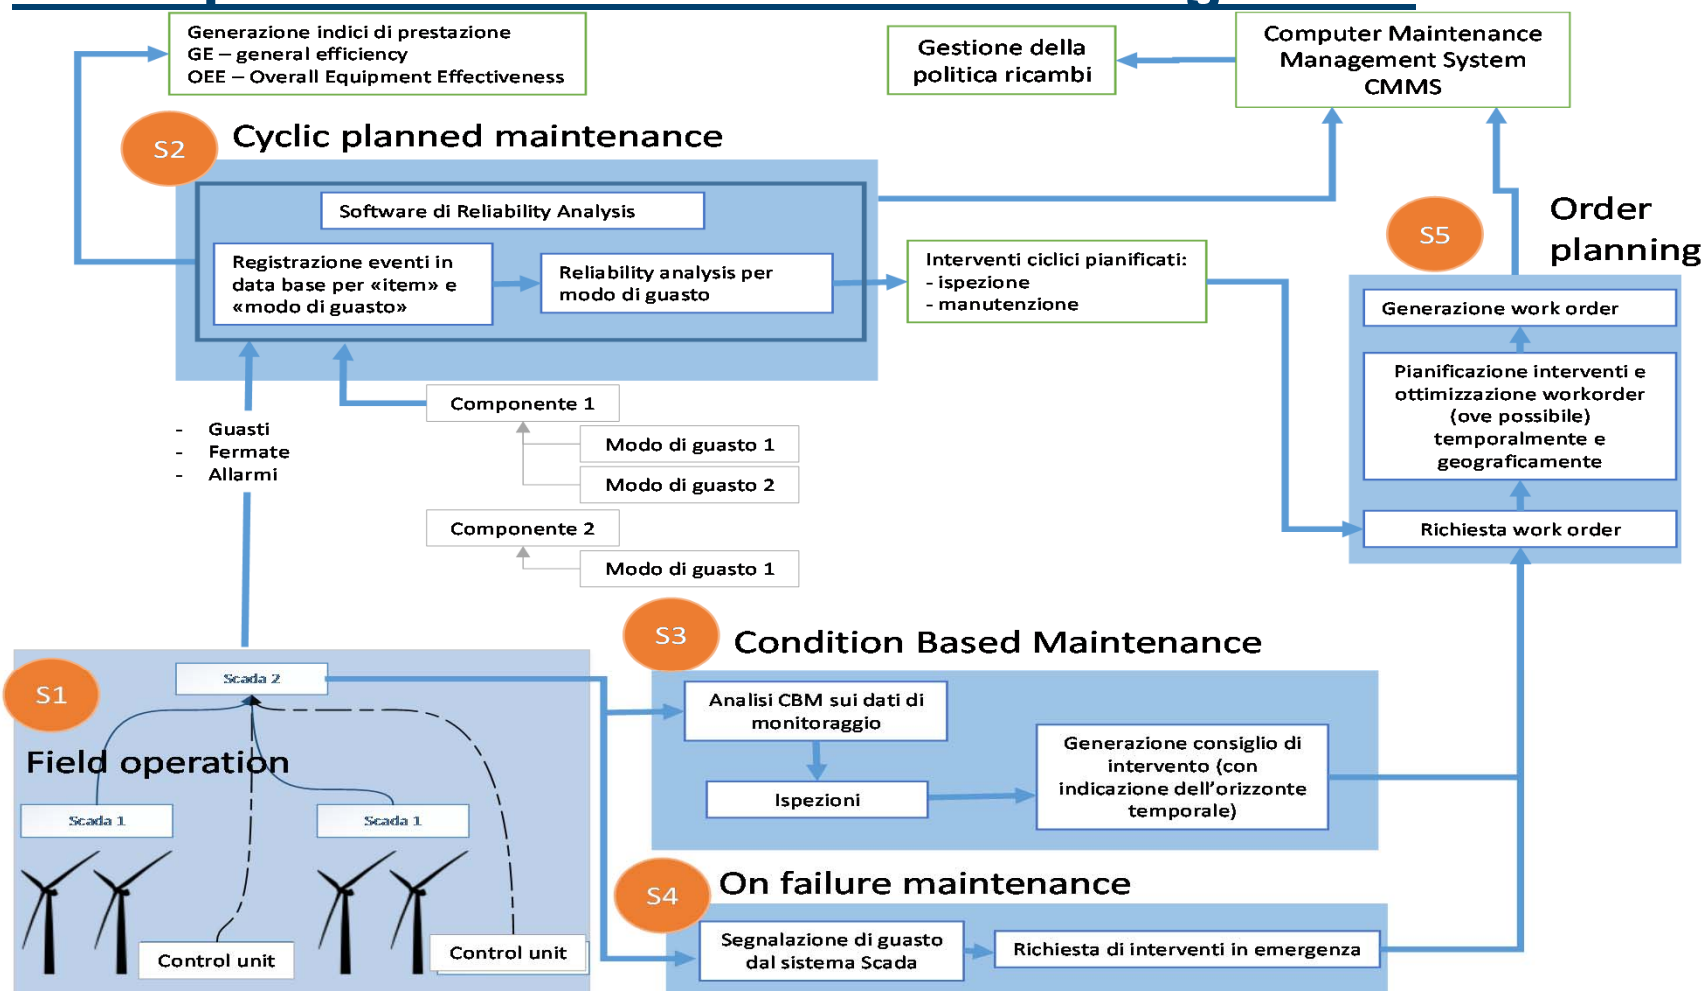 Generazione indici di prestazione
GE – general efficiency
OEE – Overall Equipment Effectiveness
Gestione della
politica ricambi
Computer Maintenance
Management System
CMMS
S2
Cyclic planned maintenance
Software di Reliability Analysis
Registrazione eventi in
data base per «item» e
«modo di guasto»
Reliability analysis per
modo di guasto
Interventi ciclici pianificati:
- ispezione
- manutenzione
S5
Order
planning
Generazione work order
Pianificazione interventi e
ottimizzazione workorder
(ove possibile)
temporalmente e
geograficamente
Richiesta work order
- Guasti
- Fermate
- Allarmi
Componente 1
Modo di guasto 1
Modo di guasto 2
Componente 2
Modo di guasto 1
S1
Scada 2
Field operation
Scada 1
Scada 1
Control unit
Control unit
S3
Condition Based Maintenance
Analisi CBM sui dati di
monitoraggio
Ispezioni
Generazione consiglio di
intervento (con
indicazione dell'orizzonte
temporale)
S4
On failure maintenance
Segnalazione di guasto
dal sistema Scada
Richiesta di interventi in emergenza